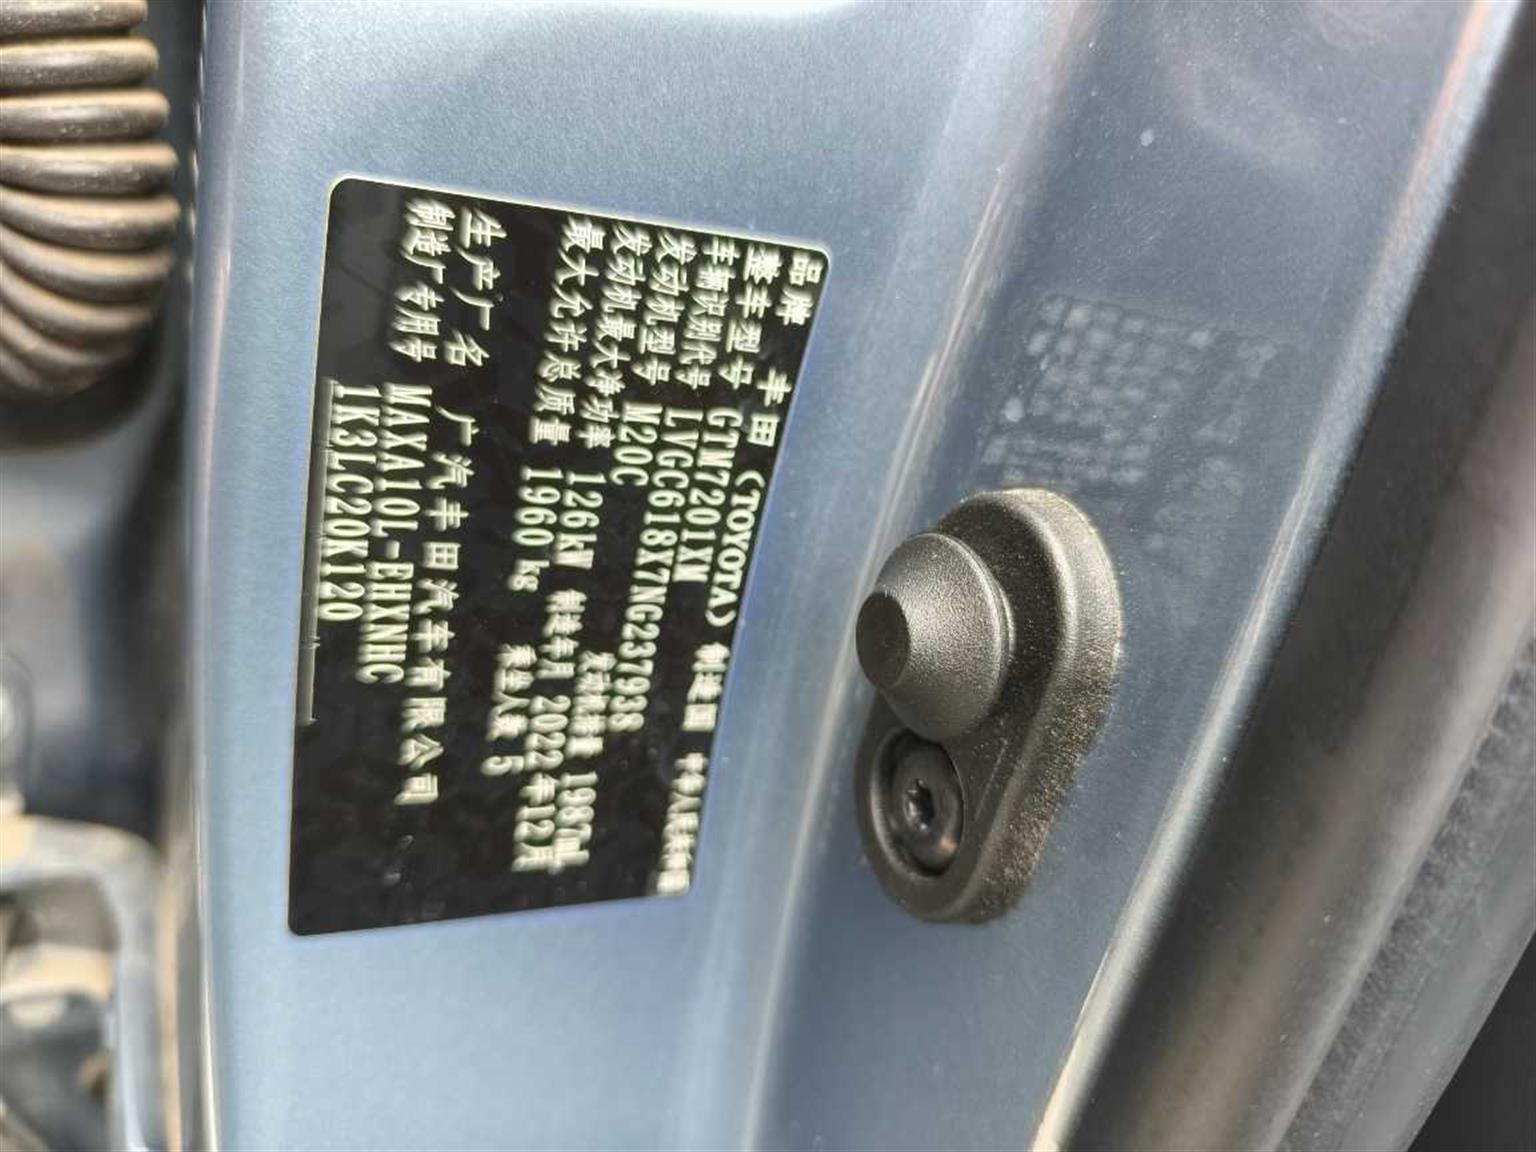 品牌 丰田（TOYOTA） 制造国 中华人民共和国
整车型号 GTM7201XM
车辆识别代号 LVGC618X7NG237938
发动机型号 M20C 发动机排量 1987mL
发动机最大净功率 126kW 制造年月 2022年12月
最大允许总质量 1960kg 乘坐人数 5
生产厂名 广汽丰田汽车有限公司
制造厂专用号 MAXA10L-EHXNHC
1K3LC20K120